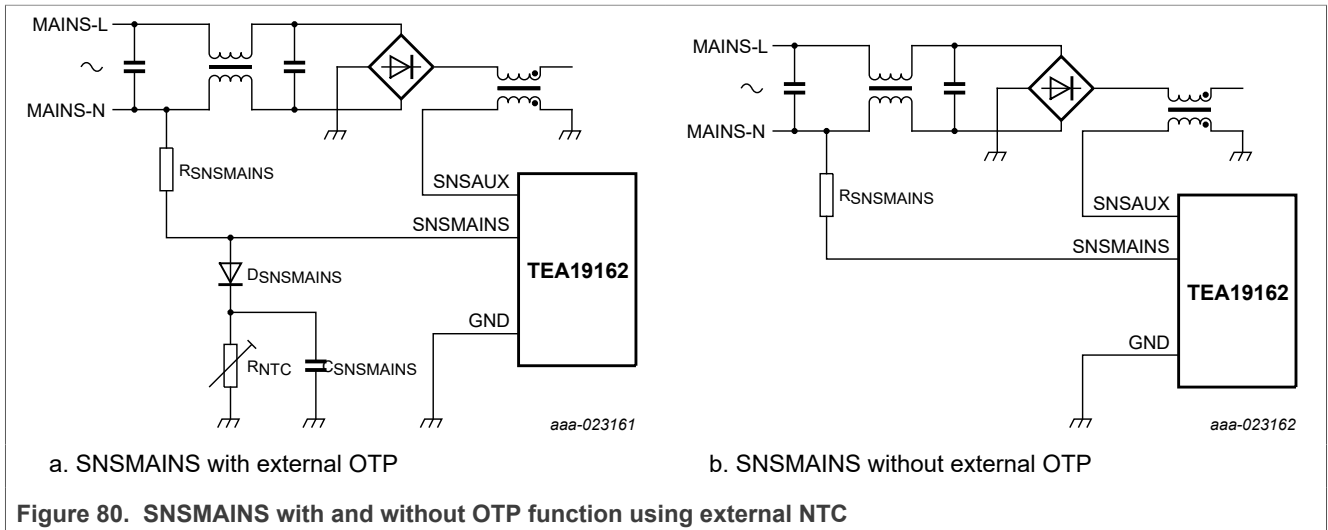 MAINS-L
MAINS-N
RSNSMAINS
SNSAUX
SNSMAINS
DSNSMAINS
TEA19162
GND
RNTC
CSNSMAINS
aaa-023161
a. SNSMAINS with external OTP
MAINS-L
MAINS-N
RSNSMAINS
SNSAUX
SNSMAINS
TEA19162
GND
aaa-023162
b. SNSMAINS without external OTP
Figure 80. SNSMAINS with and without OTP function using external NTC